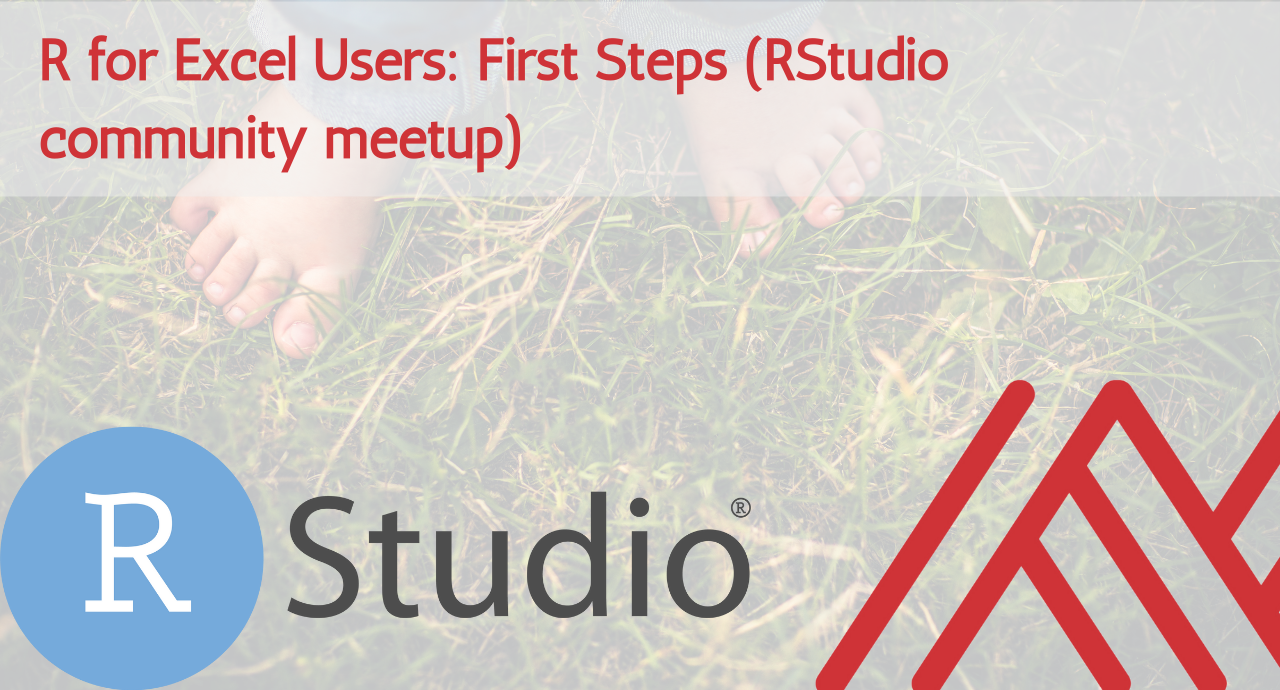 R for Excel Users: First Steps (RStudio
community meetup)
R Studio®